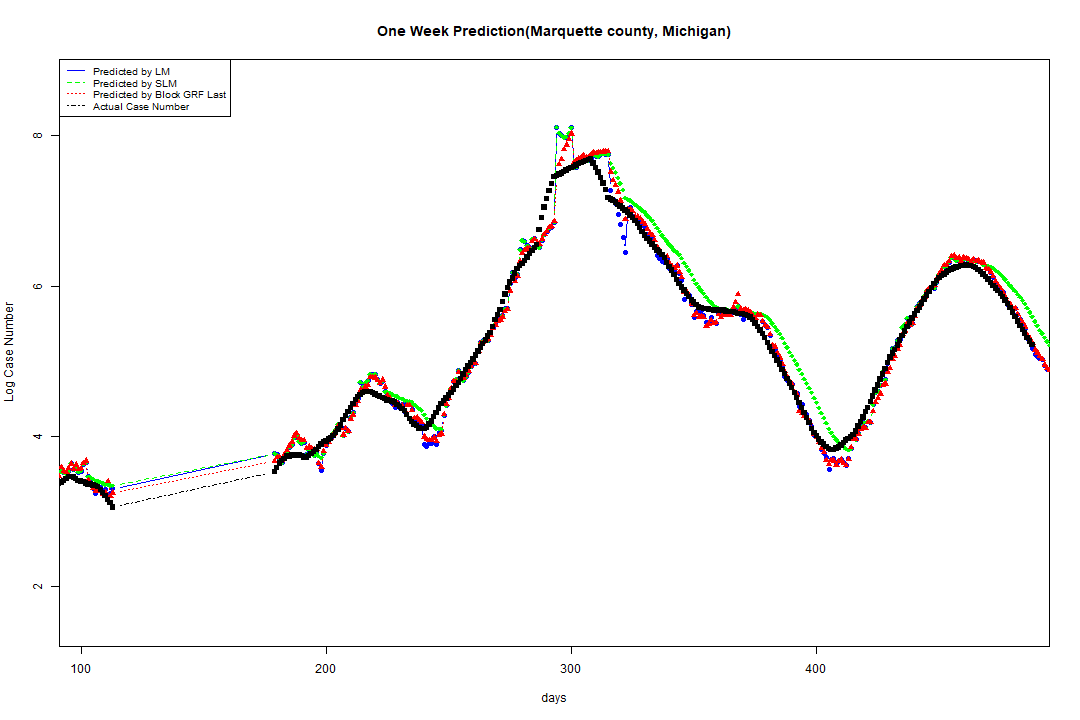 One Week Prediction(Marquette county, Michigan)
Predicted by LM
Predicted by SLM
Predicted by Block GRF Last
Actual Case Number
8
6
4
2
Log Case Number
100 200 300 400
days